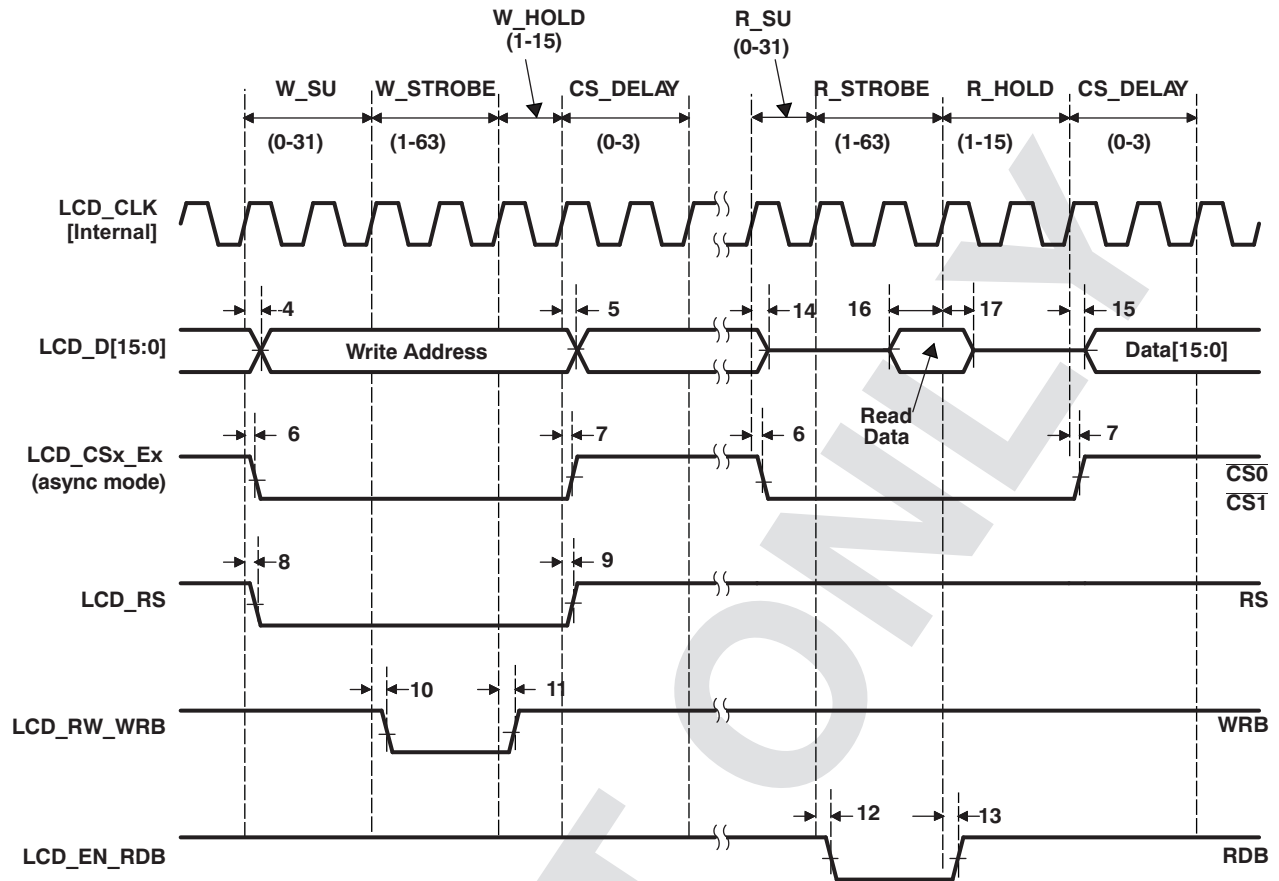 W_HOLD
(1-15)
R_SU
(0-31)
W_SU
W_STROBE
CS_DELAY
R_STROBE
R_HOLD
CS_DELAY
(0-31)
(1-63)
(0-3)
(1-63)
(1-15)
(0-3)
LCD_CLK
[Internal]
4
5
14
16
17
15
LCD_D[15:0]
Write Address
Data[15:0]
Read
Data
6
7
6
7
LCD_CSx_Ex
(async mode)
CS0
CS1
8
9
LCD_RS
RS
10
11
LCD_RW_WRB
WRB
12
13
LCD_EN_RDB
RDB
T ONLY